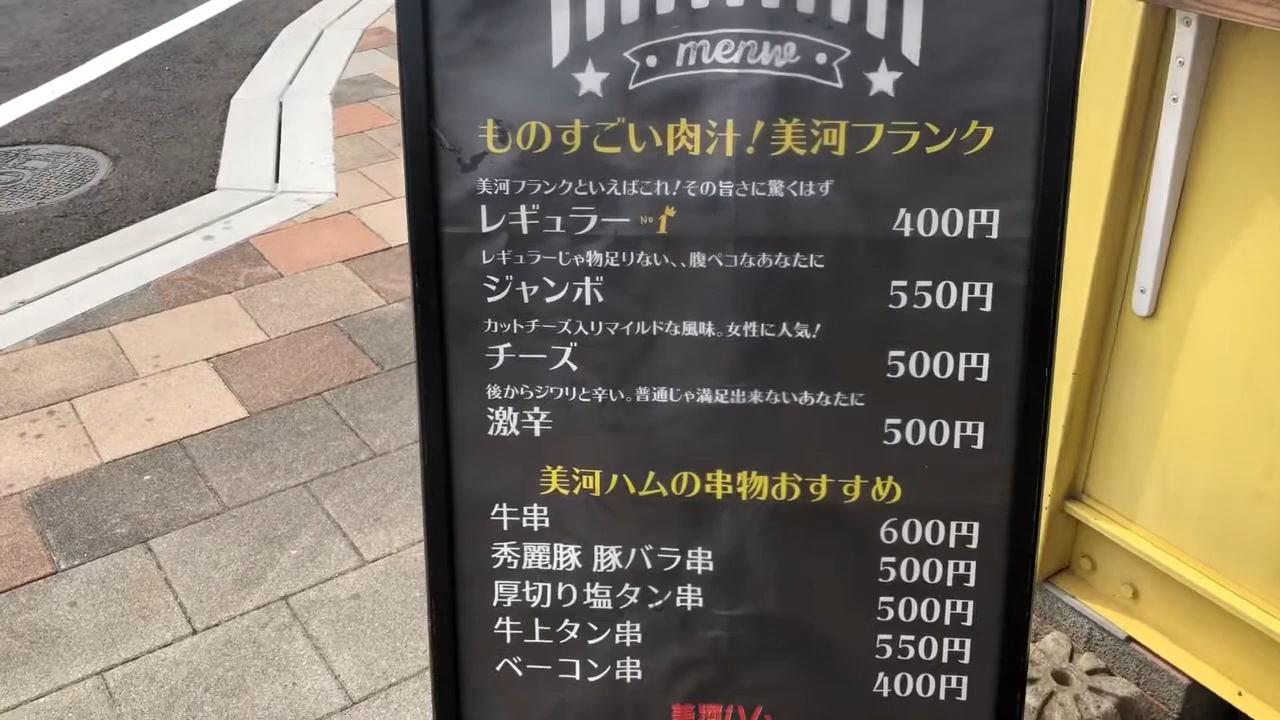 menu
ものすごい肉汁!美河フランク
美河フランクといえばこれ!その旨さに驚くはず
レギュラー No1 400円
レギュラーじゃ物足りない、、腹ペコなあなたに
ジャンボ 550円
カットチーズ入りマイルドな風味。女性に人気!
チーズ 500円
後からジワリと辛い。普通じゃ満足出来ないあなたに
激辛 500円
美河ハムの串物おすすめ
牛串 600円
秀麗豚 豚バラ串 500円
厚切り塩タン串 500円
牛上タン串 550円
ベーコン串 400円
美河ハム